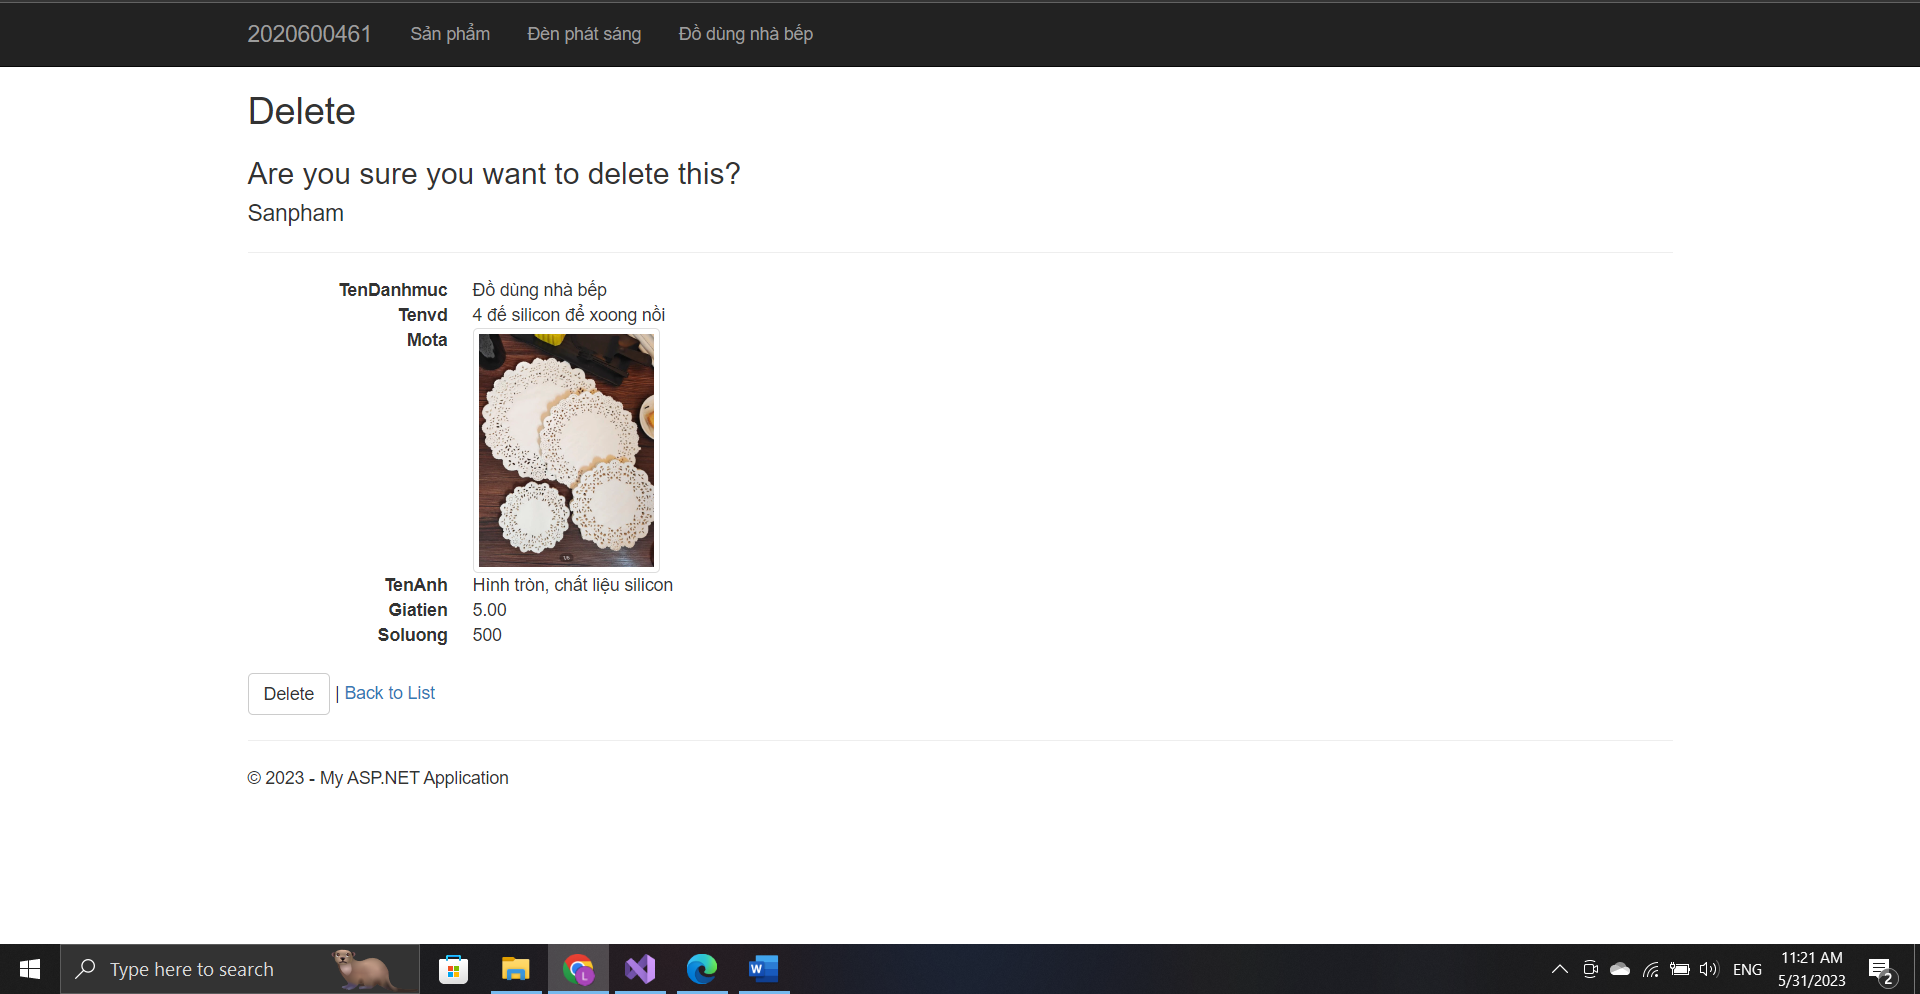 2020600461 Sản phẩm Đèn phát sáng Đồ dùng nhà bếp
Delete
Are you sure you want to delete this?
Sanpham
TenDanhmuc Đồ dùng nhà bếp
Tenvd 4 đế silicon để xoong nồi
Mota
TenAnh Hình tròn, chất liệu silicon
Giatien 5.00
Soluong 500
Delete | Back to List
© 2023 - My ASP.NET Application
Type here to search
ENG
11:21 AM
5/31/2023
2